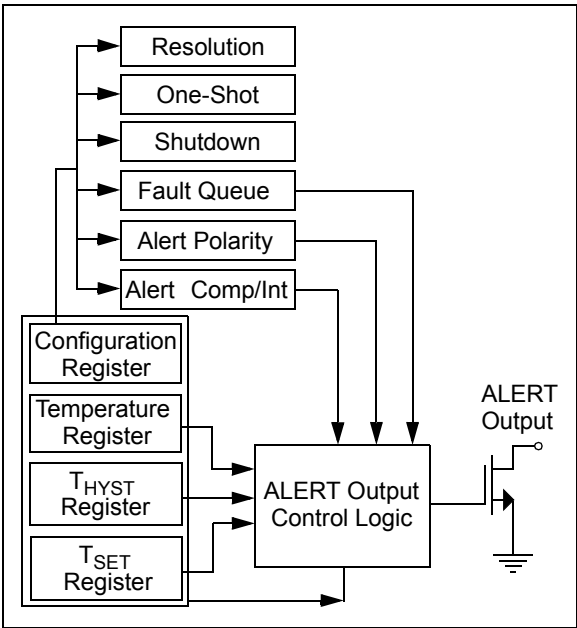 Resolution
One-Shot
Shutdown
Fault Queue
Alert Polarity
Alert Comp/Int
Configuration
Register
Temperature
Register
THYST
Register
TSET
Register
ALERT Output
Control Logic
ALERT
Output